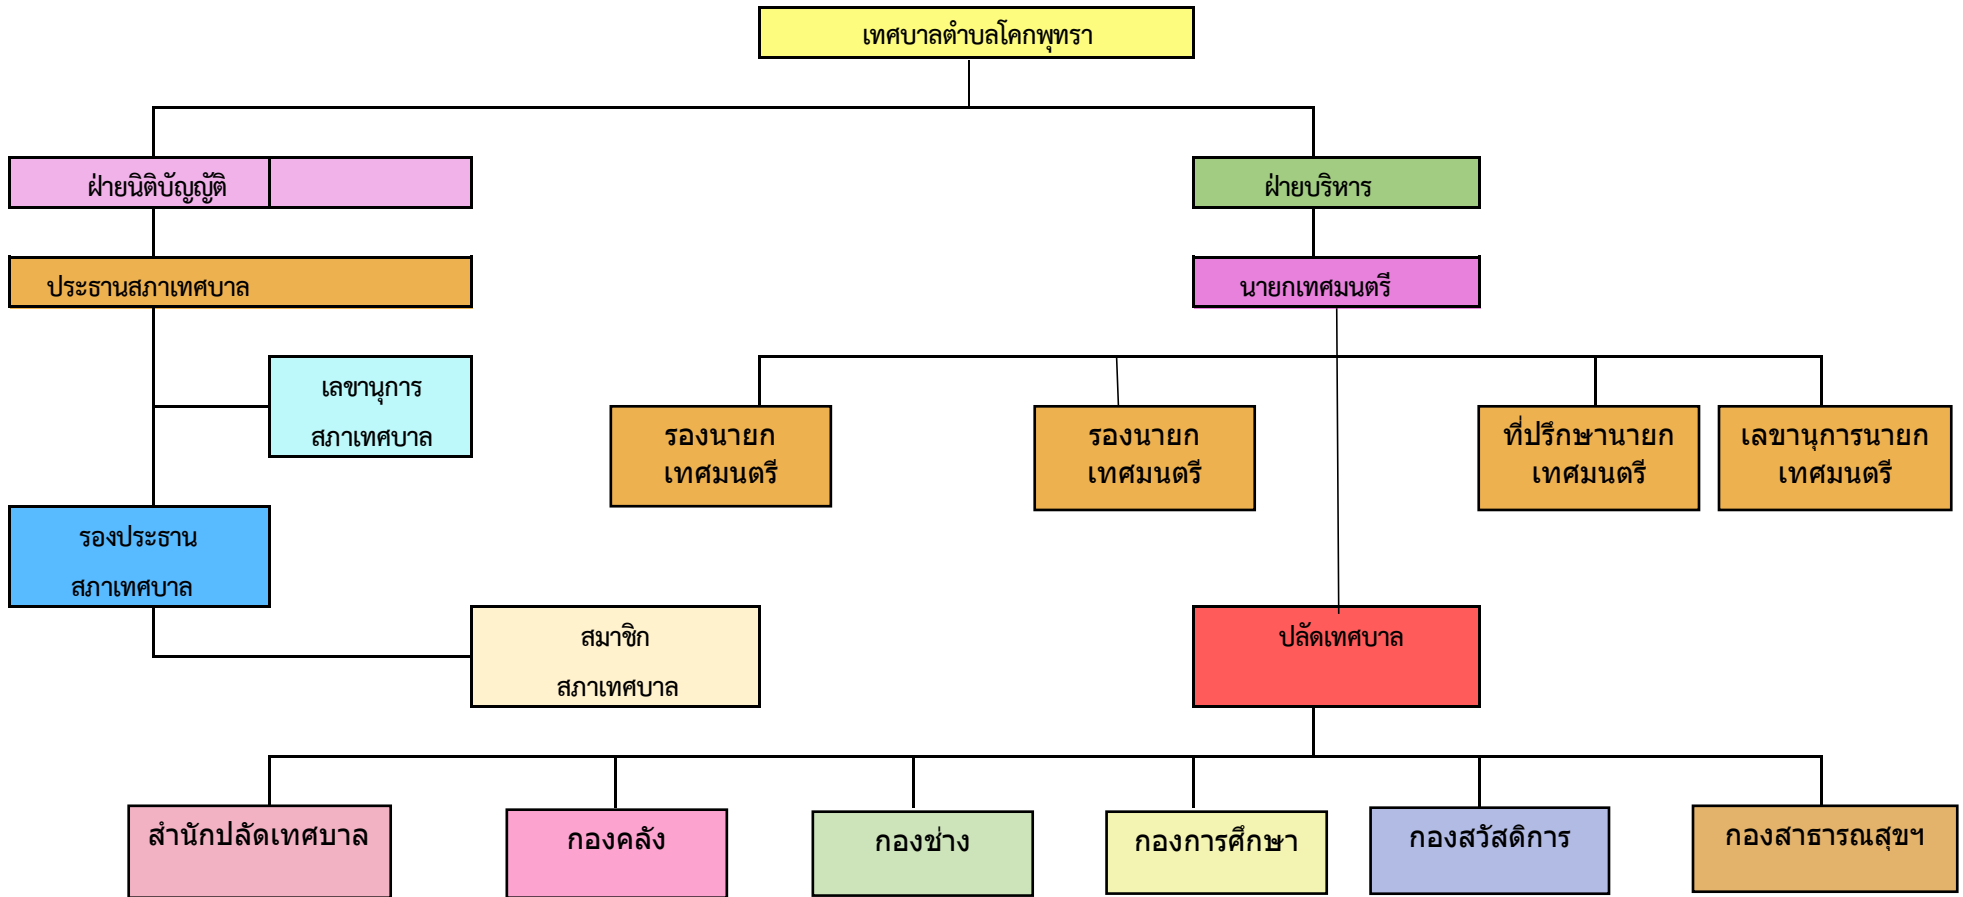 เทศบาลตำบลโคกพุทรา
ฝ่ายนิติบัญญัติ
ฝ่ายบริหาร
ประธานสภาเทศบาล
นายกเทศมนตรี
เลขานุการ
สภาเทศบาล
รองนายก
เทศมนตรี
รองนายก
เทศมนตรี
ที่ปรึกษานายก
เทศมนตรี
เลขานุการนายก
เทศมนตรี
รองประธาน
สภาเทศบาล
สมาชิก
สภาเทศบาล
ปลัดเทศบาล
สำนักปลัดเทศบาล
กองคลัง
กองช่าง
กองการศึกษา
กองสวัสดิการ
กองสาธารณสุขฯ